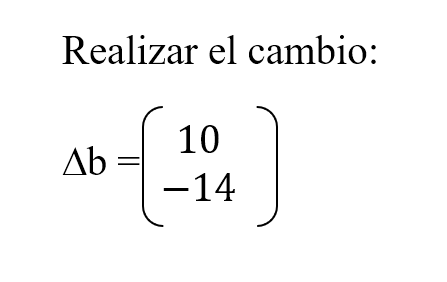 Realizar el cambio:
Δb = ( 10
−14 )